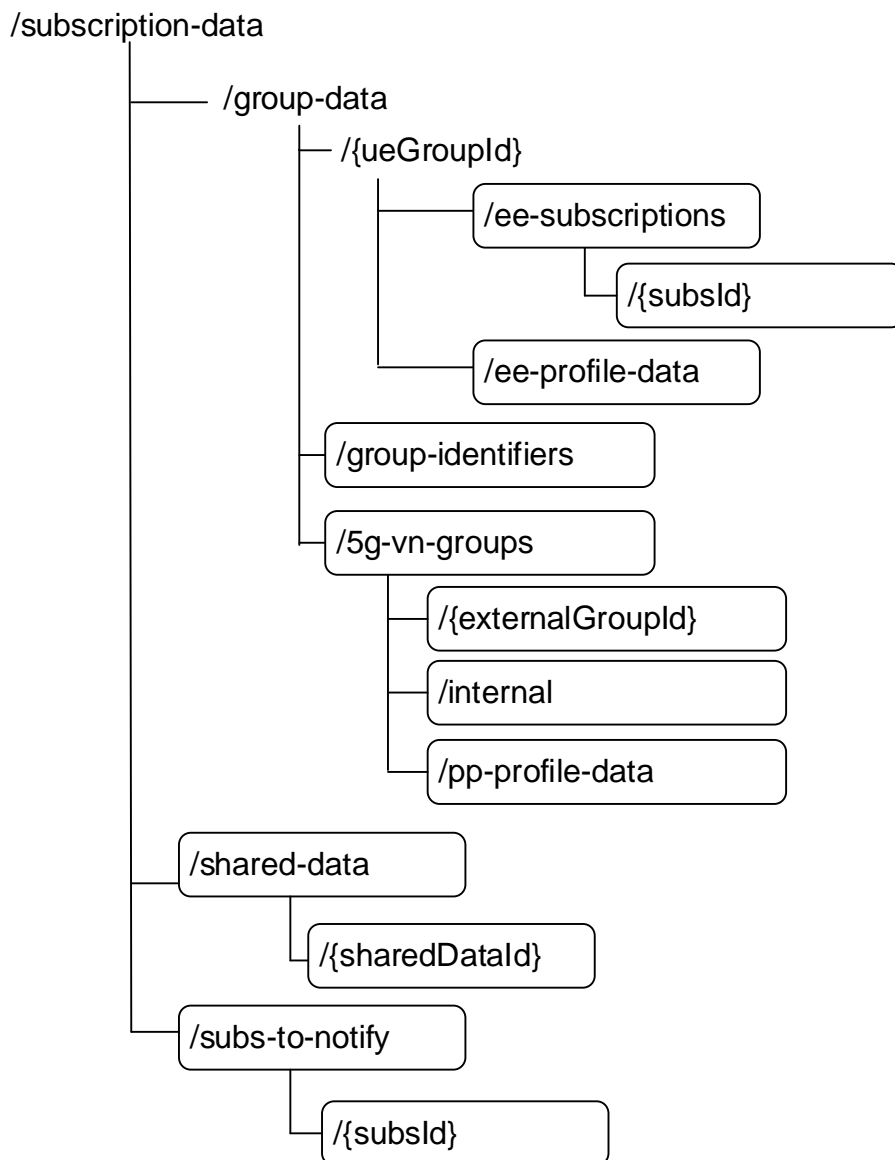 /subscription-data
/group-data
/{ueGroupId}
/ee-subscriptions
/{subsId}
/ee-profile-data
/group-identifiers
/5g-vn-groups
/{externalGroupId}
/internal
/pp-profile-data
/shared-data
/{sharedDataId}
/subs-to-notify
/{subsId}